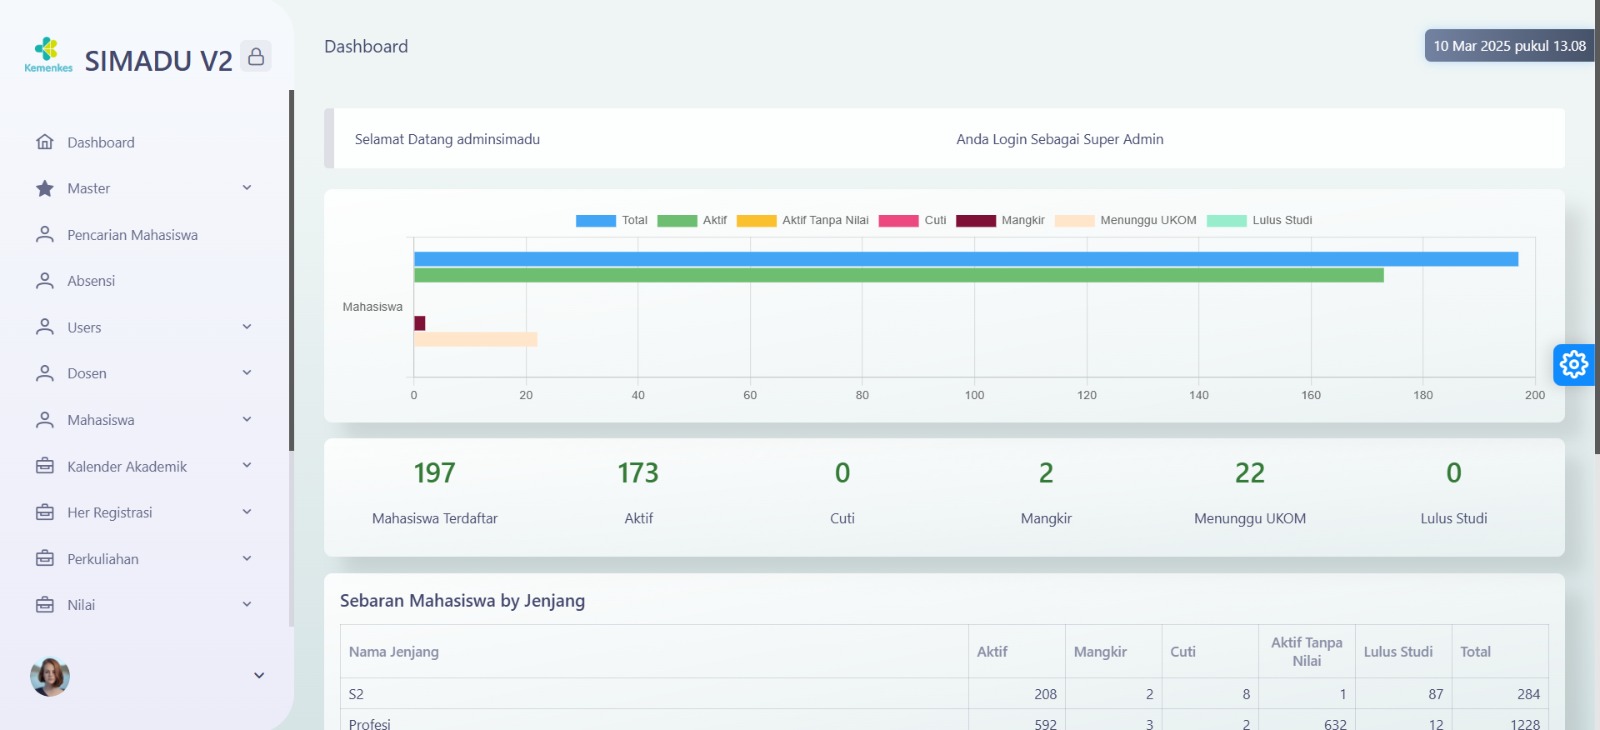 Kemenkes
SIMADU V2
Dashboard
Master
Pencarian Mahasiswa
Absensi
Users
Dosen
Mahasiswa
Kalender Akademik
Her Registrasi
Perkuliahan
Nilai
Dashboard
10 Mar 2025 pukul 13.08
Selamat Datang adminsimadu
Anda Login Sebagai Super Admin
Total Aktif Aktif Tanpa Nilai Cuti Mangkir Menunggu UKOM Lulus Studi
Mahasiswa
0 20 40 60 80 100 120 140 160 180 200
197 173 0 2 22 0
Mahasiswa Terdaftar Aktif Cuti Mangkir Menunggu UKOM Lulus Studi
Sebaran Mahasiswa by Jenjang
Nama Jenjang Aktif Mangkir Cuti Aktif Tanpa Nilai Lulus Studi Total
S2 208 2 8 1 87 284
Profesi 592 3 2 632 12 1228